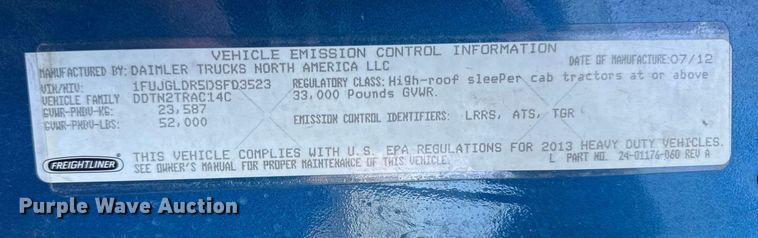 VEHICLE EMISSION CONTROL INFORMATION
MANUFACTURED BY: DAIMLER TRUCKS NORTH AMERICA LLC
DATE OF MANUFACTURE: 07/12
VIN/NIV: 1FUJGLDR5DSFD3523
REGULATORY CLASS: High-roof sleeper cab tractors at or above
VEHICLE FAMILY DDTN2TRAC14C
33,000 Pounds GVWR.
GVWR-PNBV-KG: 23,587
GVWR-PNBV-LBS: 52,000
EMISSION CONTROL IDENTIFIERS: LRRS, ATS, TGR
FREIGHTLINER
THIS VEHICLE COMPLIES WITH U.S. EPA REGULATIONS FOR 2013 HEAVY DUTY VEHICLES.
SEE OWNER'S MANUAL FOR PROPER MAINTENANCE OF THIS VEHICLE.
L PART NO. 24-01176-060 REV A
Purple Wave Auction